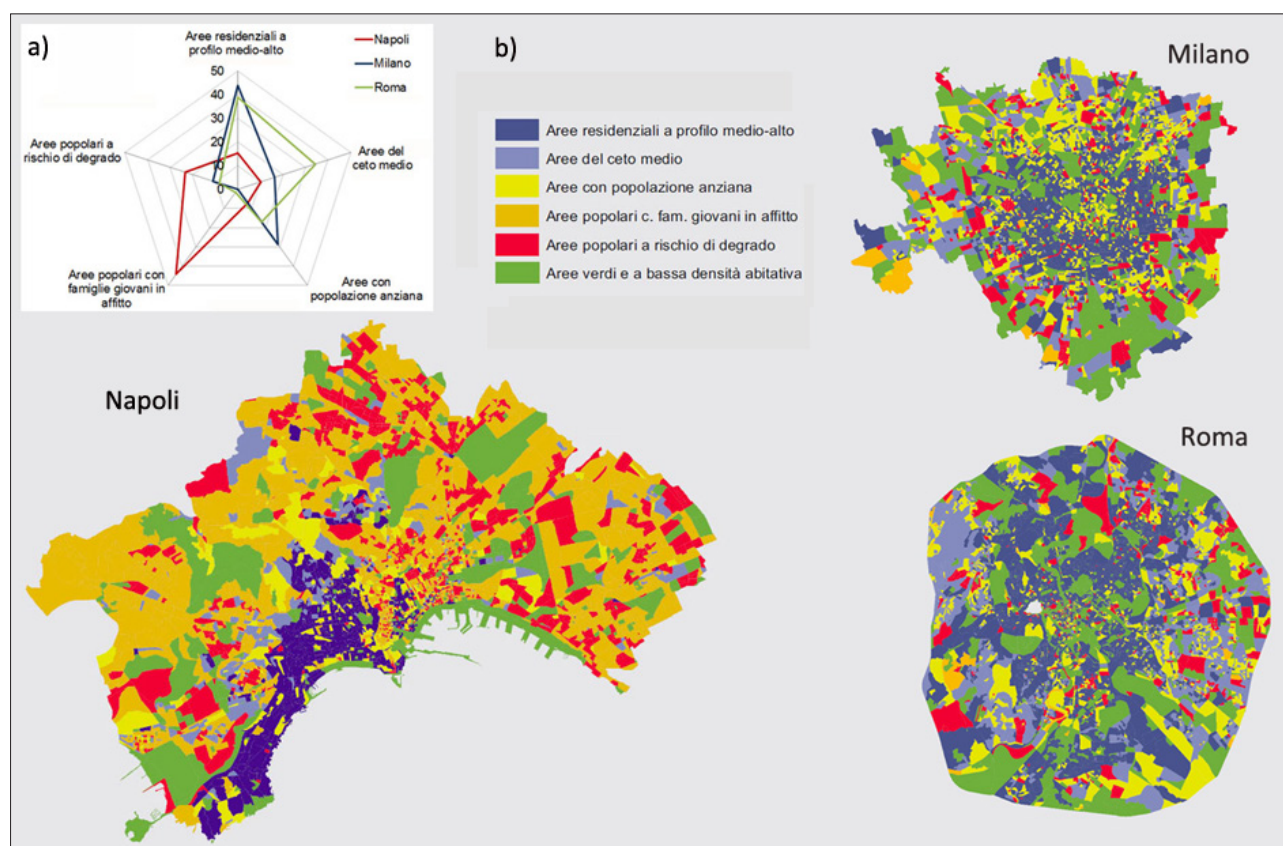 a)
Aree residenziali a
profilo medio-alto
Napoli
Milano
Roma
50
40
30
20
10
0
Aree popolari a
rischio di degrado
Aree del
ceto medio
Aree popolari con
famiglie giovani in
affitto
Aree con
popolazione anziana
b)
Aree residenziali a profilo medio-alto
Aree del ceto medio
Aree con popolazione anziana
Aree popolari c. fam. giovani in affitto
Aree popolari a rischio di degrado
Aree verdi e a bassa densità abitativa
Milano
Napoli
Roma